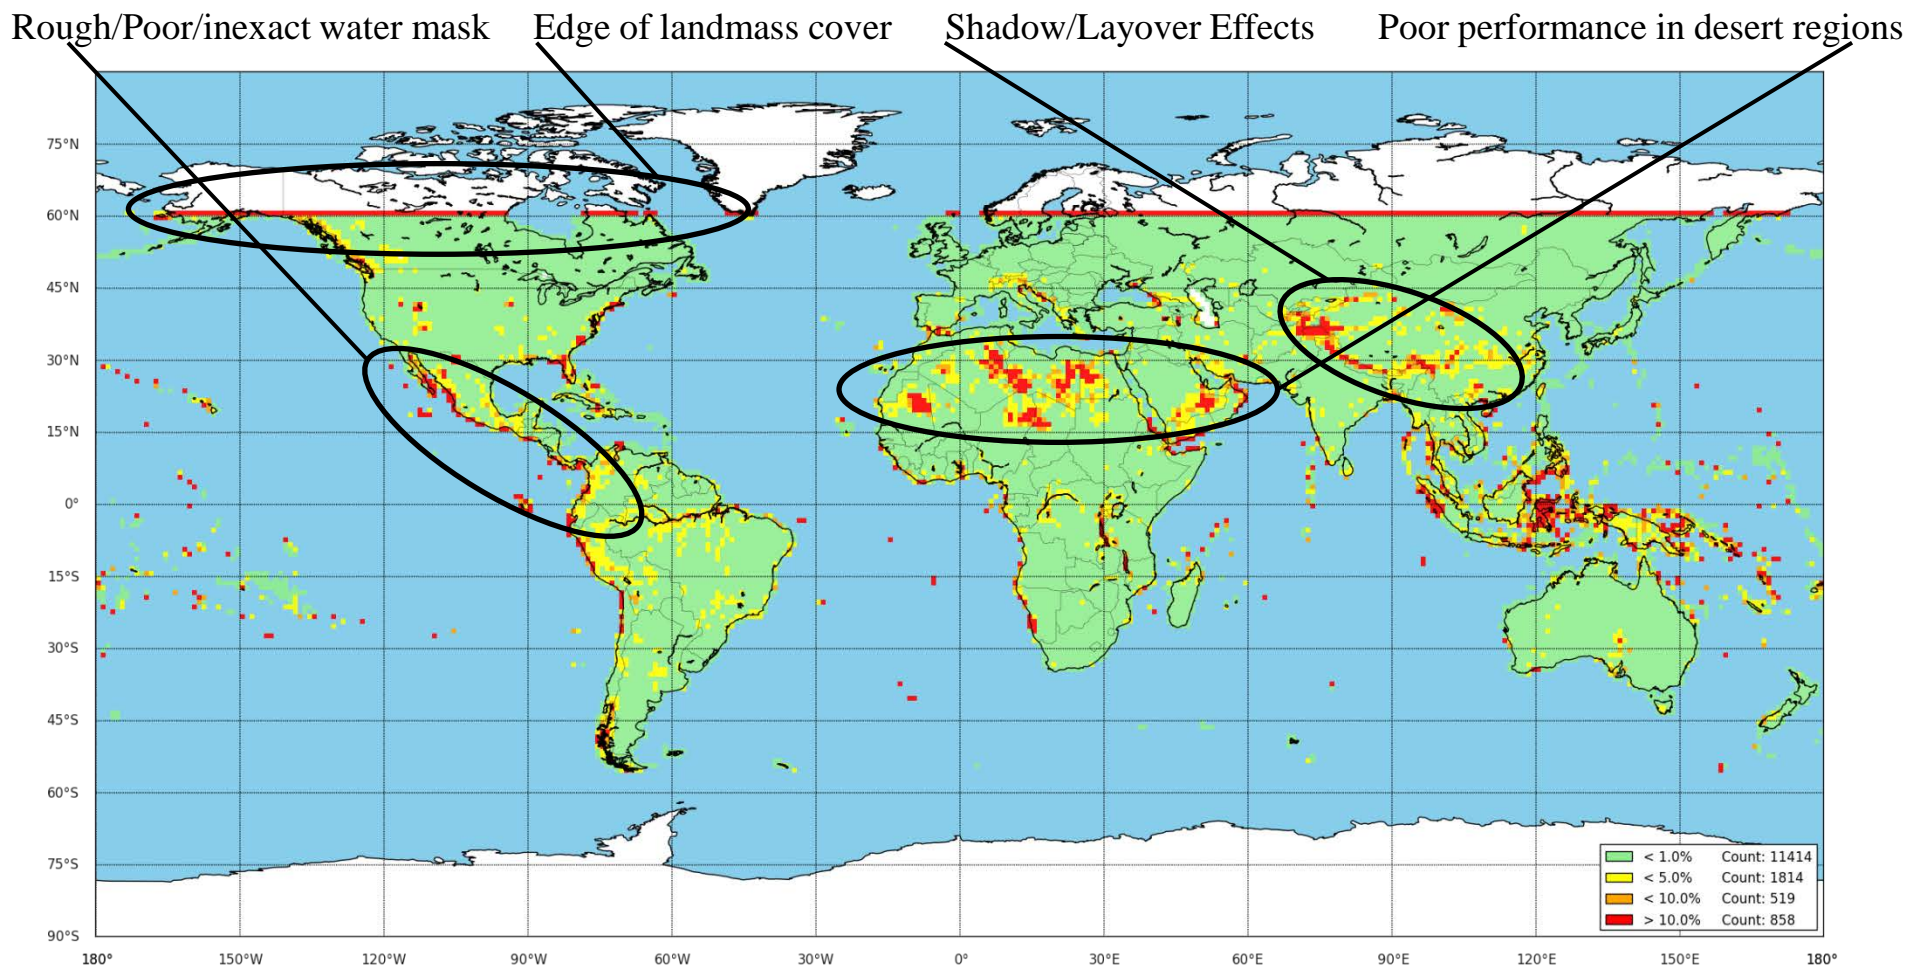 Rough/Poor/inexact water mask Edge of landmass cover Shadow/Layover Effects Poor performance in desert regions
75°N
60°N
45°N
30°N
15°N
0°
15°S
30°S
45°S
60°S
75°S
90°S
< 1.0% Count: 11414
< 5.0% Count: 1814
< 10.0% Count: 519
> 10.0% Count: 858
180° 150°W 120°W 90°W 60°W 30°W 0° 30°E 60°E 90°E 120°E 150°E 180°